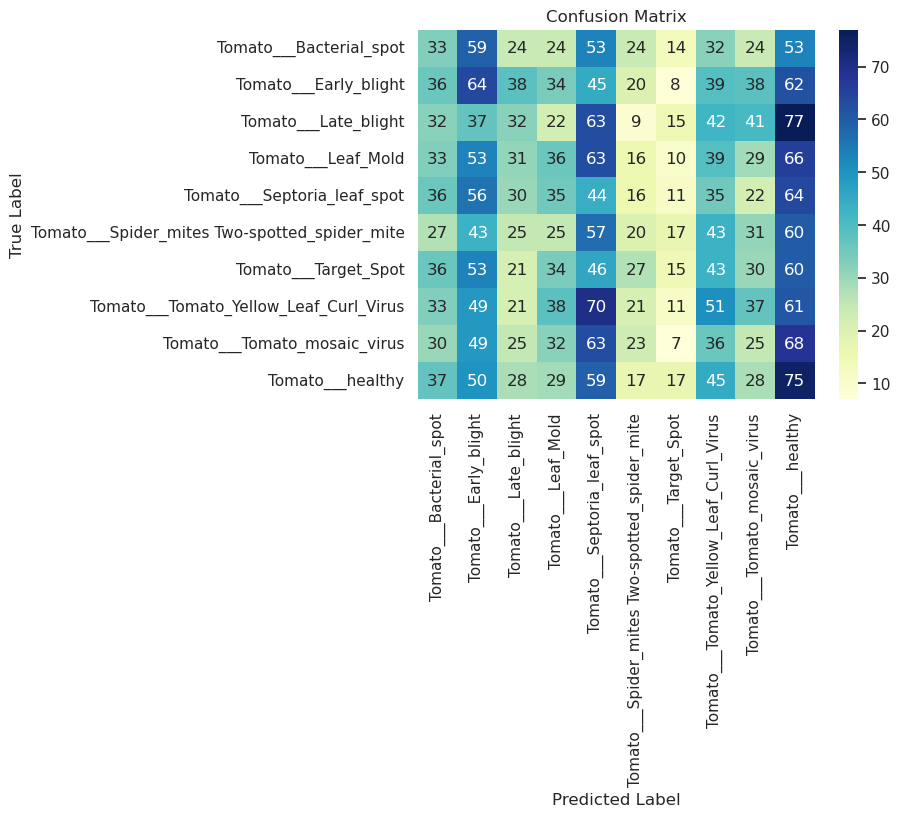 Confusion Matrix
True Label
Tomato___Bacterial_spot 33 59 24 24 53 24 14 32 24 53
Tomato___Early_blight 36 64 38 34 45 20 8 39 38 62
Tomato___Late_blight 32 37 32 22 63 9 15 42 41 77
Tomato___Leaf_Mold 33 53 31 36 63 16 10 39 29 66
Tomato___Septoria_leaf_spot 36 56 30 35 44 16 11 35 22 64
Tomato___Spider_mites Two-spotted_spider_mite 27 43 25 25 57 20 17 43 31 60
Tomato___Target_Spot 36 53 21 34 46 27 15 43 30 60
Tomato___Tomato_Yellow_Leaf_Curl_Virus 33 49 21 38 70 21 11 51 37 61
Tomato___Tomato_mosaic_virus 30 49 25 32 63 23 7 36 25 68
Tomato___healthy 37 50 28 29 59 17 17 45 28 75
70
60
50
40
30
20
10
Tomato___Bacterial_spot
Tomato___Early_blight
Tomato___Late_blight
Tomato___Leaf_Mold
Tomato___Septoria_leaf_spot
Tomato___Spider_mites Two-spotted_spider_mite
Tomato___Target_Spot
Tomato___Tomato_Yellow_Leaf_Curl_Virus
Tomato___Tomato_mosaic_virus
Tomato___healthy
Predicted Label